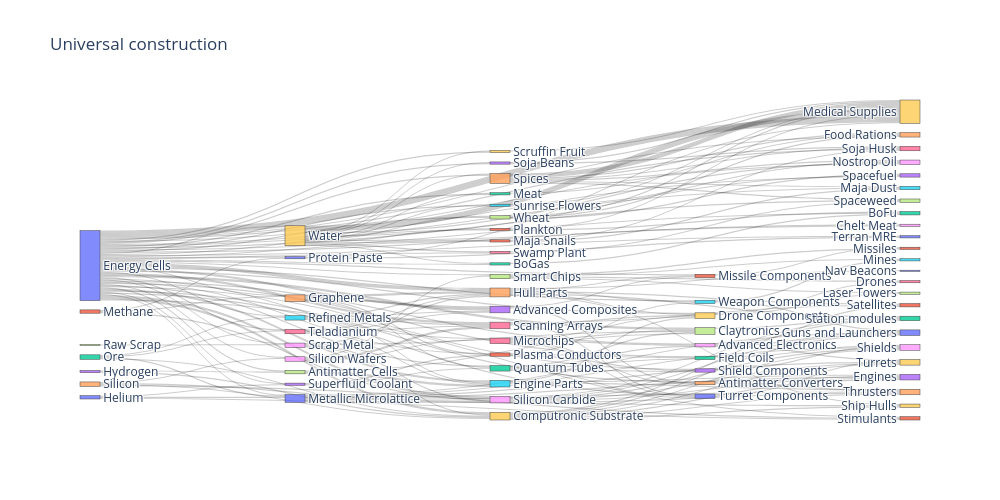 Universal construction
Energy Cells
Methane
Raw Scrap
Ore
Hydrogen
Silicon
Helium
Water
Protein Paste
Graphene
Refined Metals
Teladianium
Scrap Metal
Silicon Wafers
Antimatter Cells
Superfluid Coolant
Metallic Microlattice
Scruffin Fruit
Soja Beans
Spices
Meat
Sunrise Flowers
Wheat
Plankton
Maja Snails
Swamp Plant
BoGas
Smart Chips
Hull Parts
Advanced Composites
Scanning Arrays
Microchips
Plasma Conductors
Quantum Tubes
Engine Parts
Silicon Carbide
Computronic Substrate
Missile Components
Weapon Components
Drone Components
Claytronics
Advanced Electronics
Field Coils
Shield Components
Antimatter Converters
Turret Components
Medical Supplies
Food Rations
Soja Husk
Nostrop Oil
Spacefuel
Maja Dust
Spaceweed
BoFu
Chelt Meat
Terran MRE
Missiles
Mines
Nav Beacons
Drones
Laser Towers
Satellites
Station modules
Guns and Launchers
Shields
Turrets
Engines
Thrusters
Ship Hulls
Stimulants